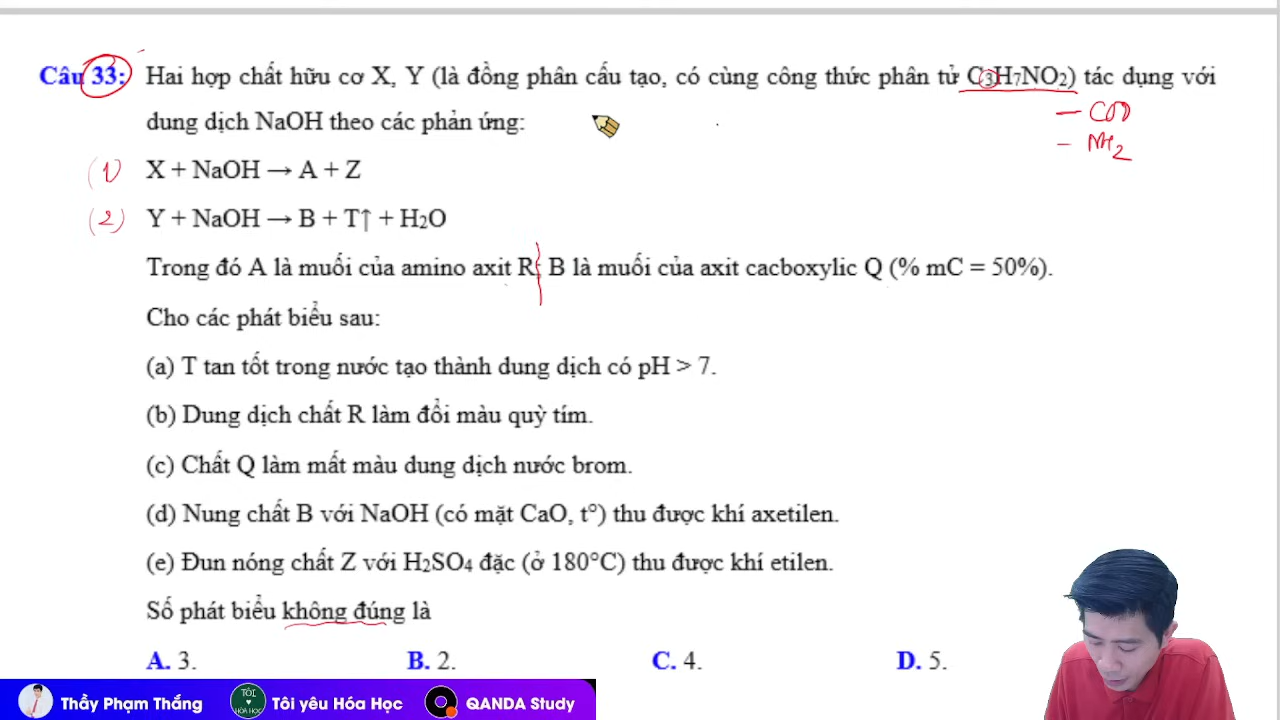 Câu 33: Hai hợp chất hữu cơ X, Y (là đồng phân cấu tạo, có cùng công thức phân tử C3H7NO2) tác dụng với
dung dịch NaOH theo các phản ứng:
- COO
- NH2
(1) X + NaOH → A + Z
(2) Y + NaOH → B + T↑ + H2O
Trong đó A là muối của amino axit R; B là muối của axit cacboxylic Q (% mC = 50%).
Cho các phát biểu sau:
(a) T tan tốt trong nước tạo thành dung dịch có pH > 7.
(b) Dung dịch chất R làm đổi màu quỳ tím.
(c) Chất Q làm mất màu dung dịch nước brom.
(d) Nung chất B với NaOH (có mặt CaO, t°) thu được khí axetilen.
(e) Đun nóng chất Z với H2SO4 đặc (ở 180°C) thu được khí etilen.
Số phát biểu không đúng là
A. 3. B. 2. C. 4. D. 5.
Thầy Phạm Thắng TÔI ♥ HÓA HỌC Tôi yêu Hóa Học QANDA Study